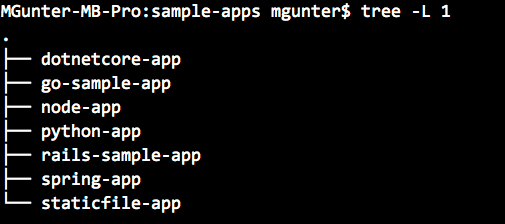 MGunter-MB-Pro:sample-apps mgunter$ tree -L 1
.
├── dotnetcore-app
├── go-sample-app
├── node-app
├── python-app
├── rails-sample-app
├── spring-app
└── staticfile-app